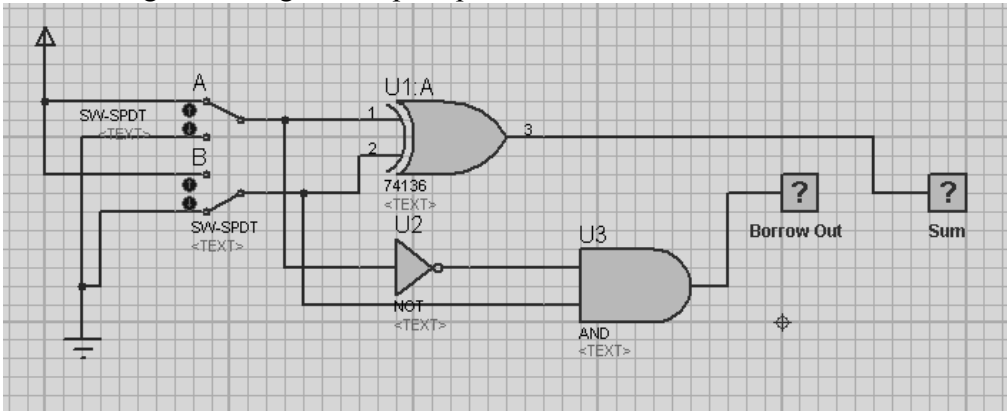 A
U1:A
SW-SPDT
<TEXT>
1
3
B
2
74136
<TEXT>
?
?
SW-SPDT
<TEXT>
U2
U3
Borrow Out
Sum
NOT
<TEXT>
AND
<TEXT>